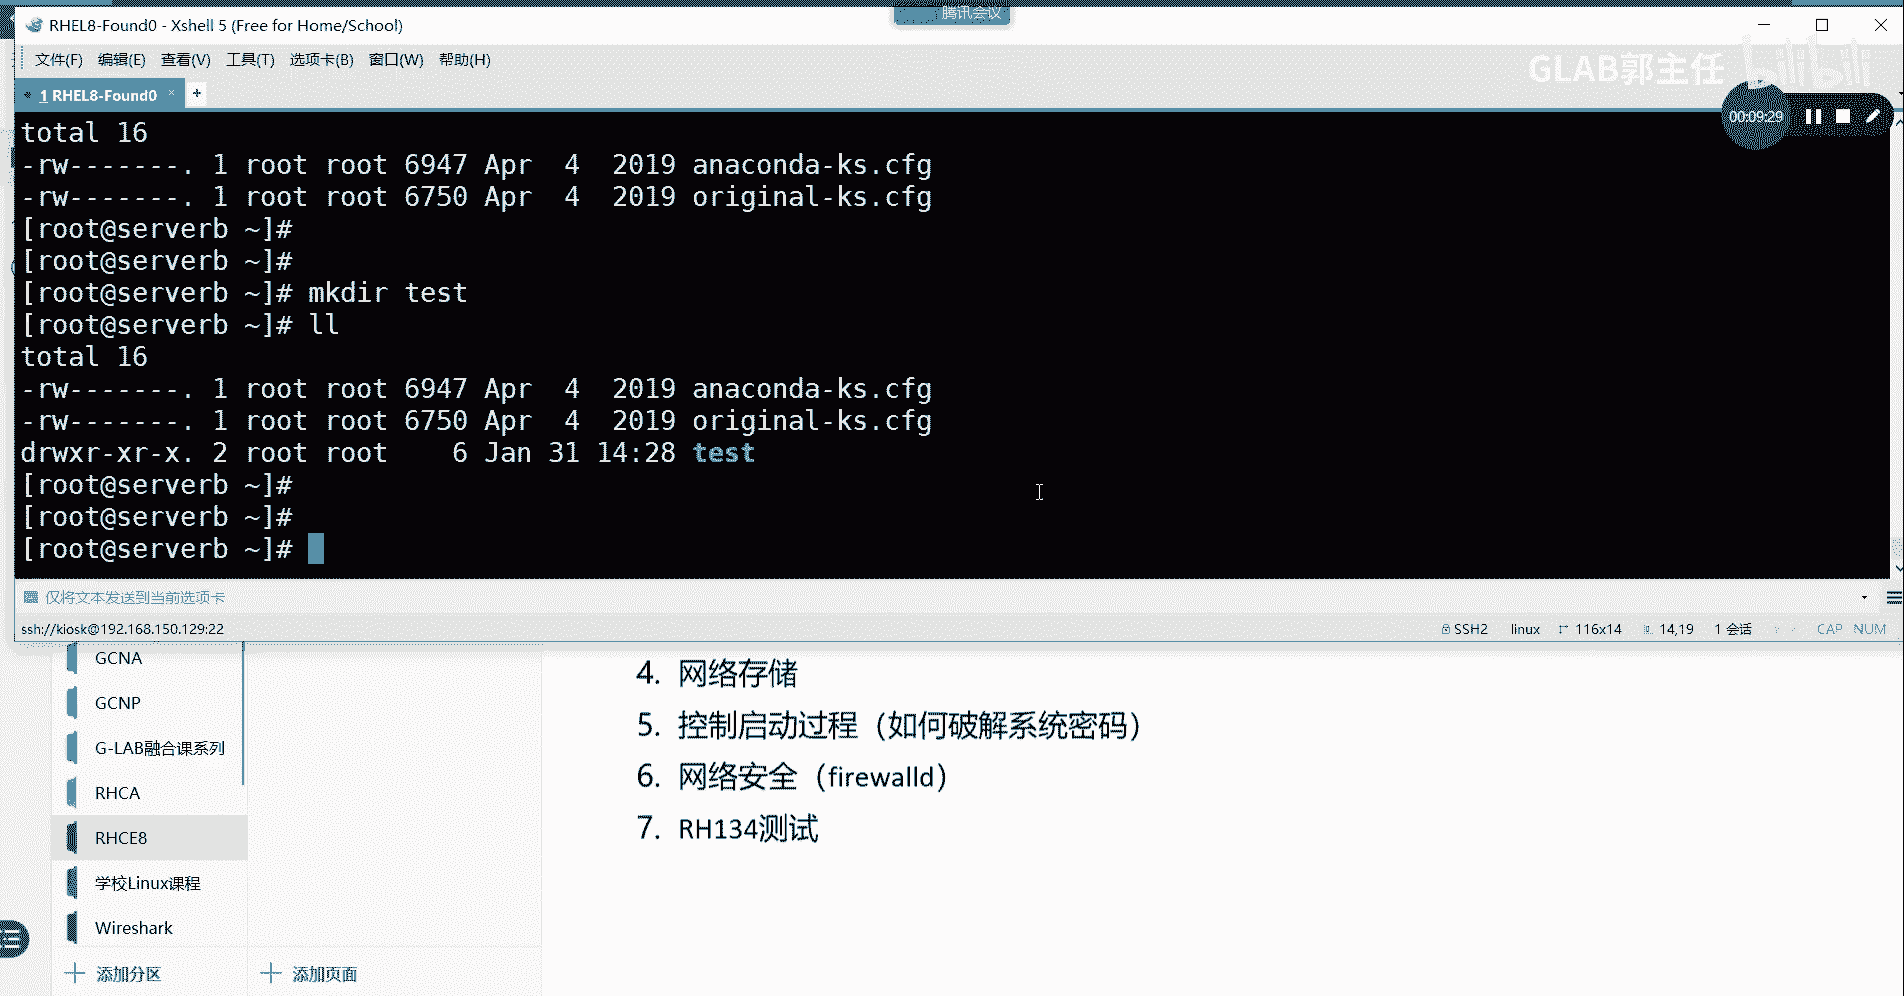 腾讯会议
RHEL8-Found0 - Xshell 5 (Free for Home/School)
文件(F) 编辑(E) 查看(V) 工具(T) 选项卡(B) 窗口(W) 帮助(H)
GLAB郭主任 bilibili
1 RHEL8-Found0 × +
00:09:29
total 16
-rw-------. 1 root root 6947 Apr  4  2019 anaconda-ks.cfg
-rw-------. 1 root root 6750 Apr  4  2019 original-ks.cfg
[root@serverb ~]#
[root@serverb ~]#
[root@serverb ~]# mkdir test
[root@serverb ~]# ll
total 16
-rw-------. 1 root root 6947 Apr  4  2019 anaconda-ks.cfg
-rw-------. 1 root root 6750 Apr  4  2019 original-ks.cfg
drwxr-xr-x. 2 root root    6 Jan 31 14:28 test
[root@serverb ~]#
[root@serverb ~]#
[root@serverb ~]#
仅将文本发送到当前选项卡
ssh://kiosk@192.168.150.129:22 SSH2 linux 116x14 14,19 1 会话 CAP NUM
GCNA
GCNP
G-LAB融合课系列
RHCA
RHCE8
学校Linux课程
Wireshark
添加分区 添加页面
4. 网络存储
5. 控制启动过程（如何破解系统密码）
6. 网络安全（firewalld）
7. RH134测试